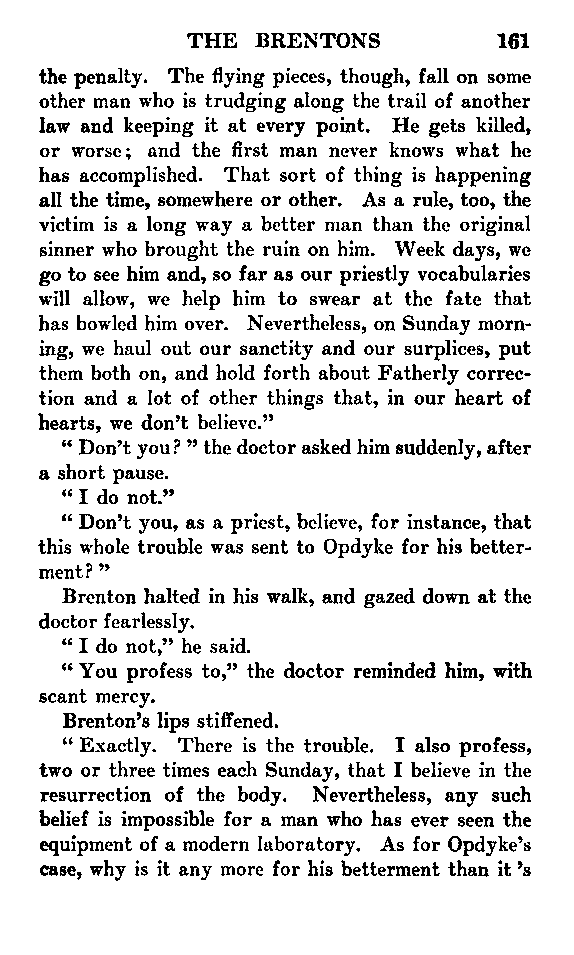 THE BRENTONS 161
the penalty. The flying pieces, though, fall on some
other man who is trudging along the trail of another
law and keeping it at every point. He gets killed,
or worse; and the first man never knows what he
has accomplished. That sort of thing is happening
all the time, somewhere or other. As a rule, too, the
victim is a long way a better man than the original
sinner who brought the ruin on him. Week days, we
go to see him and, so far as our priestly vocabularies
will allow, we help him to swear at the fate that
has bowled him over. Nevertheless, on Sunday morn-
ing, we haul out our sanctity and our surplices, put
them both on, and hold forth about Fatherly correc-
tion and a lot of other things that, in our heart of
hearts, we don't believe."
" Don't you? " the doctor asked him suddenly, after
a short pause.
" I do not."
" Don't you, as a priest, believe, for instance, that
this whole trouble was sent to Opdyke for his better-
ment? "
Brenton halted in his walk, and gazed down at the
doctor fearlessly.
" I do not," he said.
" You profess to," the doctor reminded him, with
scant mercy.
Brenton's lips stiffened.
" Exactly. There is the trouble. I also profess,
two or three times each Sunday, that I believe in the
resurrection of the body. Nevertheless, any such
belief is impossible for a man who has ever seen the
equipment of a modern laboratory. As for Opdyke's
case, why is it any more for his betterment than it 's